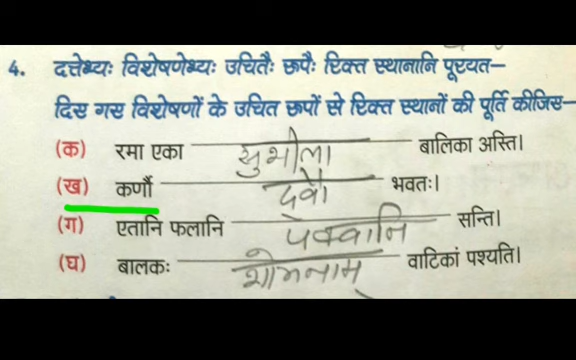 4. दत्तेभ्यः विशेषणेभ्यः उचितैः रूपैः रिक्त स्थानानि पूरयत–
दिए गए विशेषणों के उचित रूपों से रिक्त स्थानों की पूर्ति कीजिए–
(क) रमा एका सुशीला बालिका अस्ति।
(ख) कर्णौ द्वौ भवतः।
(ग) एतानि फलानि पक्वानि सन्ति।
(घ) बालकः शोभनाम् वाटिकां पश्यति।